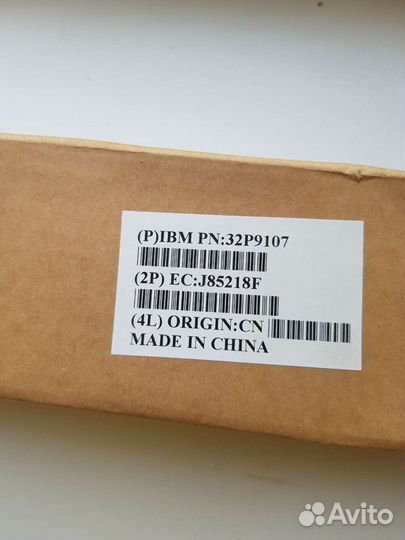 (P)IBM PN:32P9107
(2P) EC:J85218F
(4L) ORIGIN:CN
MADE IN CHINA
Avito